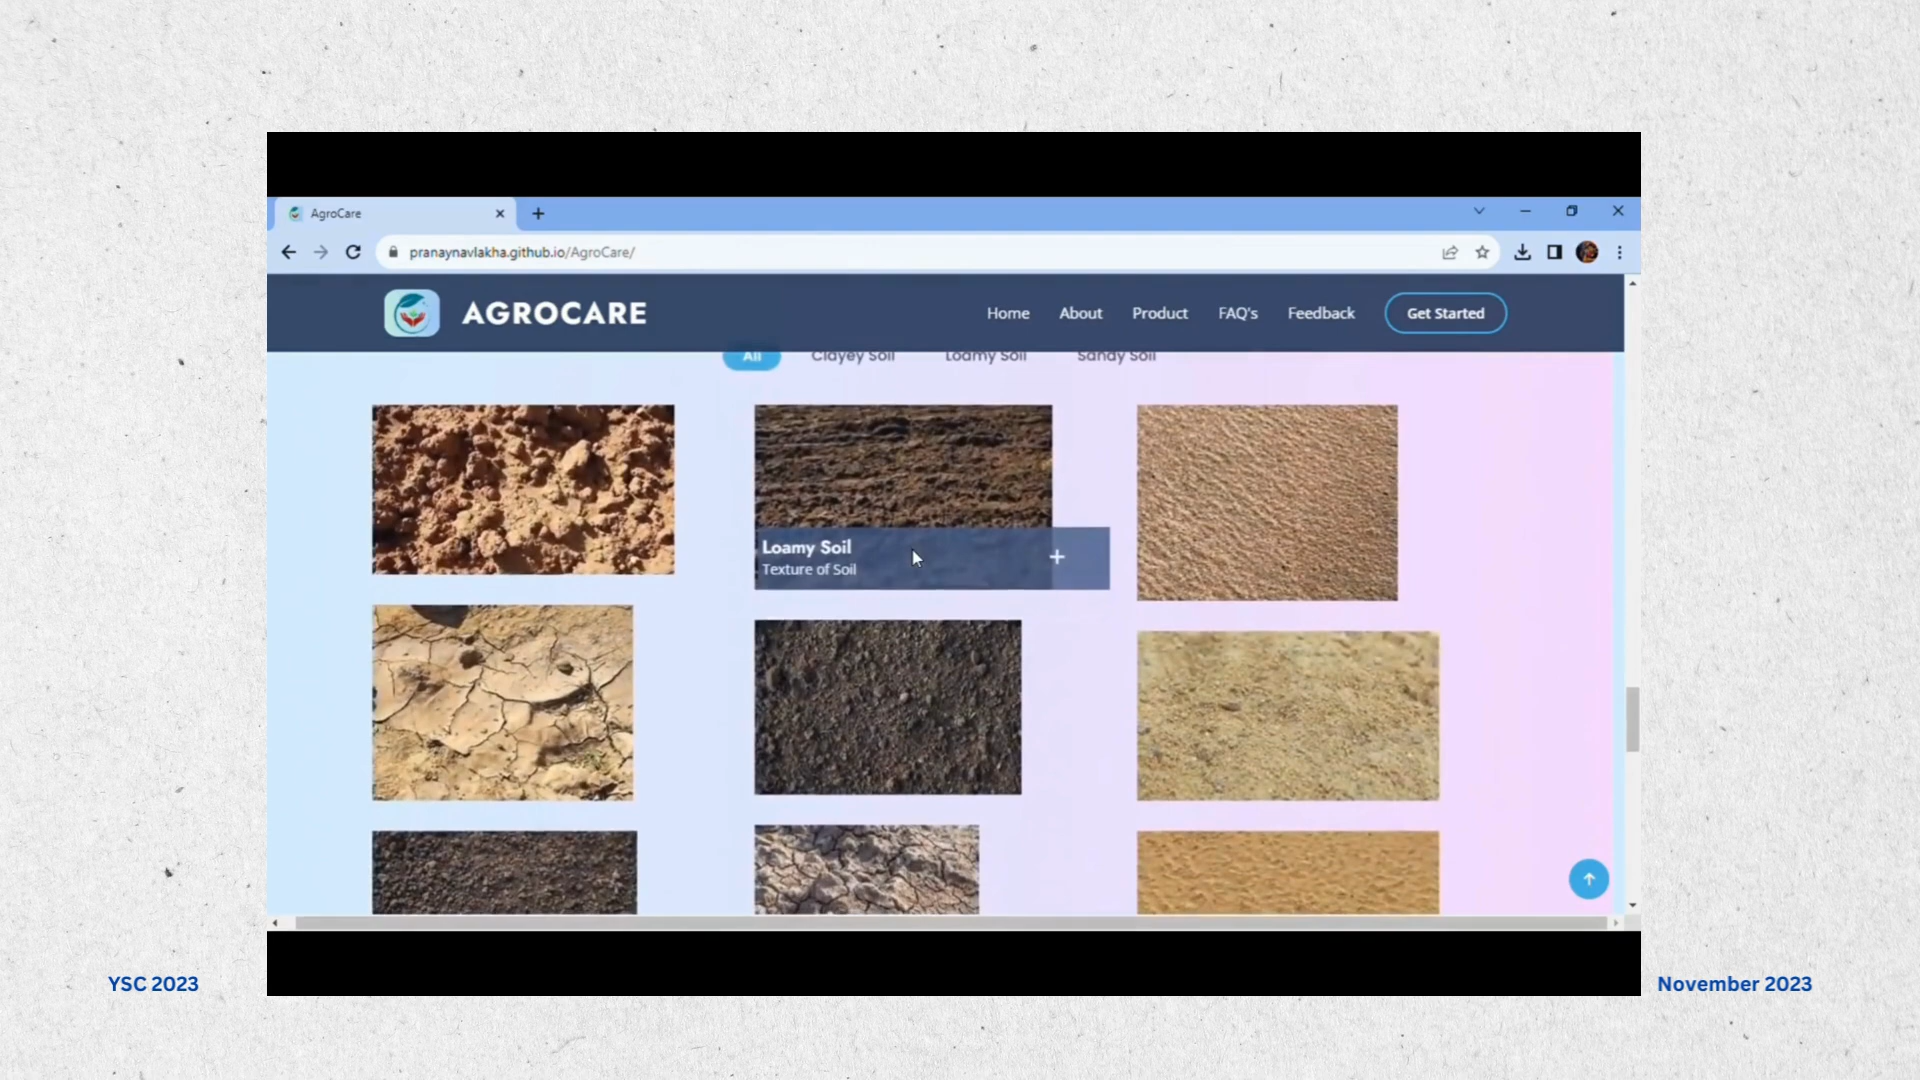 AgroCare
pranaynavlakha.github.io/AgroCare/
AGROCARE
Home About Product FAQ's Feedback Get Started
All Clayey Soil Loamy Soil Sandy Soil
Loamy Soil
Texture of Soil
YSC 2023
November 2023